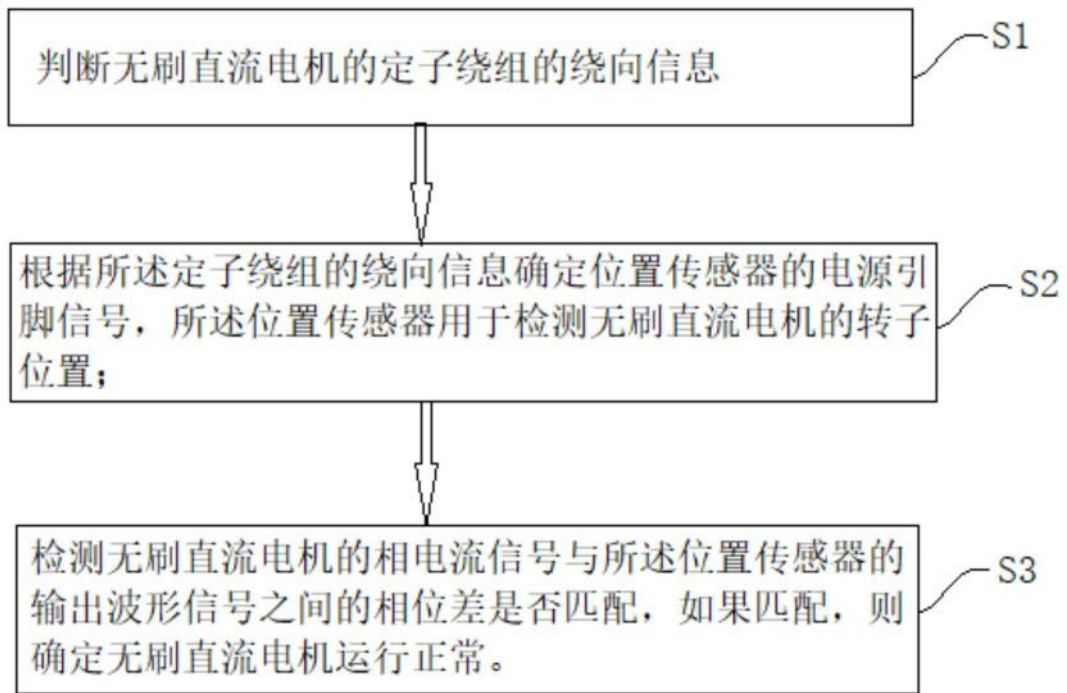 判断无刷直流电机的定子绕组的绕向信息
S1
根据所述定子绕组的绕向信息确定位置传感器的电源引
脚信号，所述位置传感器用于检测无刷直流电机的转子
位置；
S2
检测无刷直流电机的相电流信号与所述位置传感器的
输出波形信号之间的相位差是否匹配，如果匹配，则
确定无刷直流电机运行正常。
S3